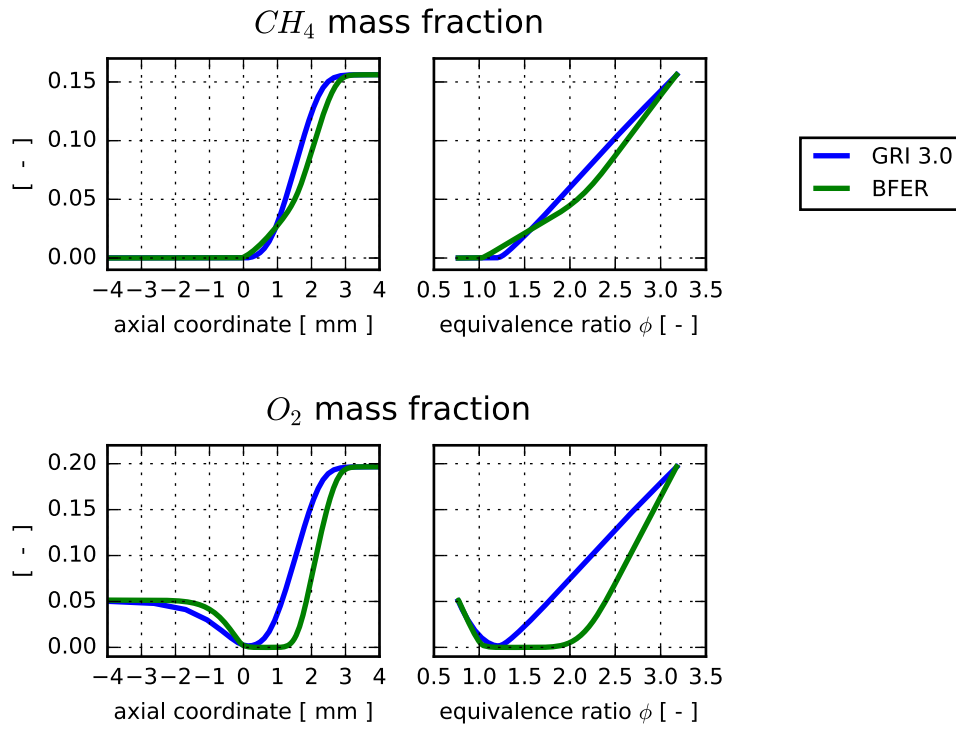 CH4 mass fraction
0.15
0.10
0.05
0.00
[ - ]
−4 −3 −2 −1 0 1 2 3 4
axial coordinate [ mm ]
0.5 1.0 1.5 2.0 2.5 3.0 3.5
equivalence ratio ϕ [ - ]
GRI 3.0
BFER
O2 mass fraction
0.20
0.15
0.10
0.05
0.00
[ - ]
−4 −3 −2 −1 0 1 2 3 4
axial coordinate [ mm ]
0.5 1.0 1.5 2.0 2.5 3.0 3.5
equivalence ratio ϕ [ - ]